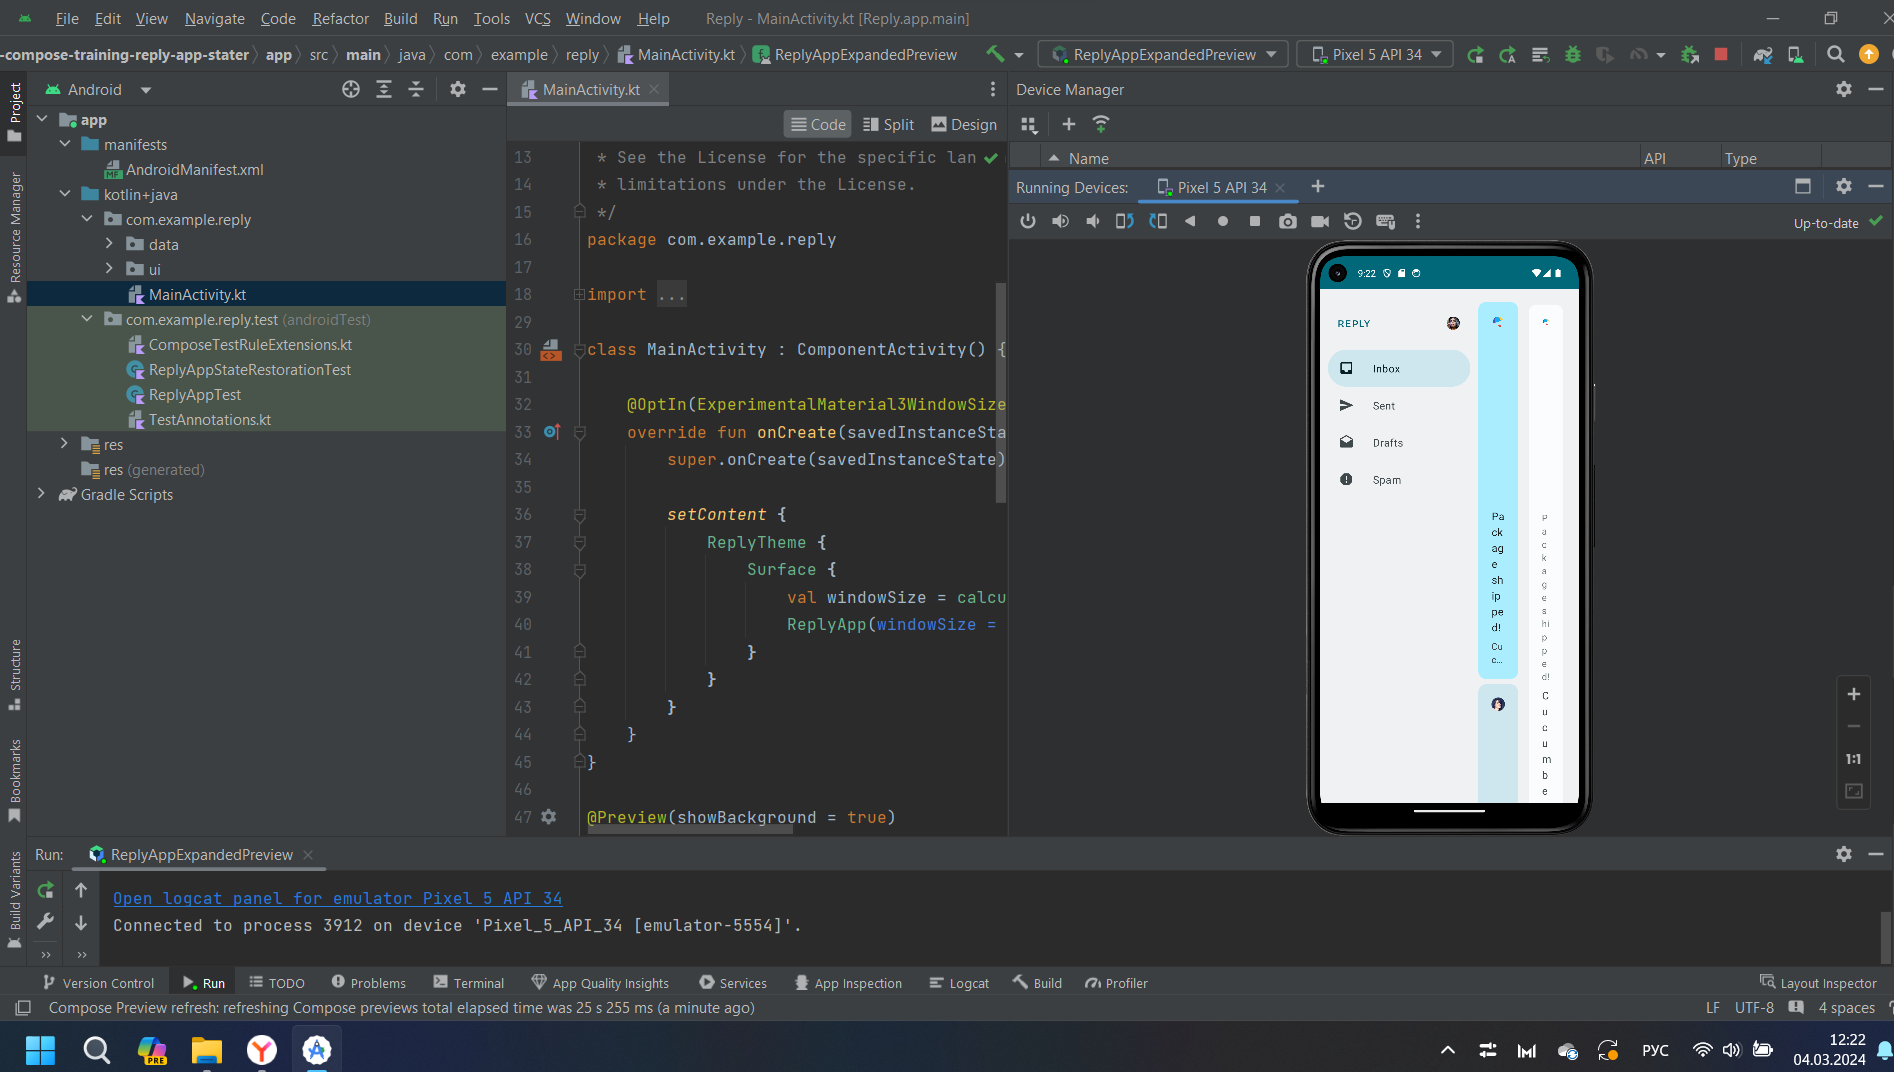 File Edit View Navigate Code Refactor Build Run Tools VCS Window Help Reply - MainActivity.kt [Reply.app.main]
-compose-training-reply-app-stater app src main java com example reply MainActivity.kt ReplyAppExpandedPreview ReplyAppExpandedPreview Pixel 5 API 34
Project
Resource Manager
Structure
Bookmarks
Build Variants
Android
app
manifests
AndroidManifest.xml
kotlin+java
com.example.reply
data
ui
MainActivity.kt
com.example.reply.test (androidTest)
ComposeTestRuleExtensions.kt
ReplyAppStateRestorationTest
ReplyAppTest
TestAnnotations.kt
res
res (generated)
Gradle Scripts
MainActivity.kt
Code Split Design
13 * See the License for the specific lan
14 * limitations under the License.
15 */
16 package com.example.reply
17
18 import ...
29
30 class MainActivity : ComponentActivity() {
31
32 @OptIn(ExperimentalMaterial3WindowSize
33 override fun onCreate(savedInstanceSta
34 super.onCreate(savedInstanceState)
35
36 setContent {
37 ReplyTheme {
38 Surface {
39 val windowSize = calcu
40 ReplyApp(windowSize =
41 }
42 }
43 }
44 }
45 }
46
47 @Preview(showBackground = true)
Device Manager
Name API Type
Running Devices: Pixel 5 API 34
Up-to-date
9:22
REPLY
Inbox
Sent
Drafts
Spam
Pa
ck
ag
e
sh
ip
pe
d!
Cu
c...
P
a
c
k
a
g
e
s
hi
p
p
e
d!
C
u
c
u
m
b
e
1:1
Run: ReplyAppExpandedPreview
Open logcat panel for emulator Pixel 5 API 34
Connected to process 3912 on device 'Pixel_5_API_34 [emulator-5554]'.
Version Control Run TODO Problems Terminal App Quality Insights Services App Inspection Logcat Build Profiler Layout Inspector
Compose Preview refresh: refreshing Compose previews total elapsed time was 25 s 255 ms (a minute ago) LF UTF-8 4 spaces
PRE
РУС
12:22
04.03.2024